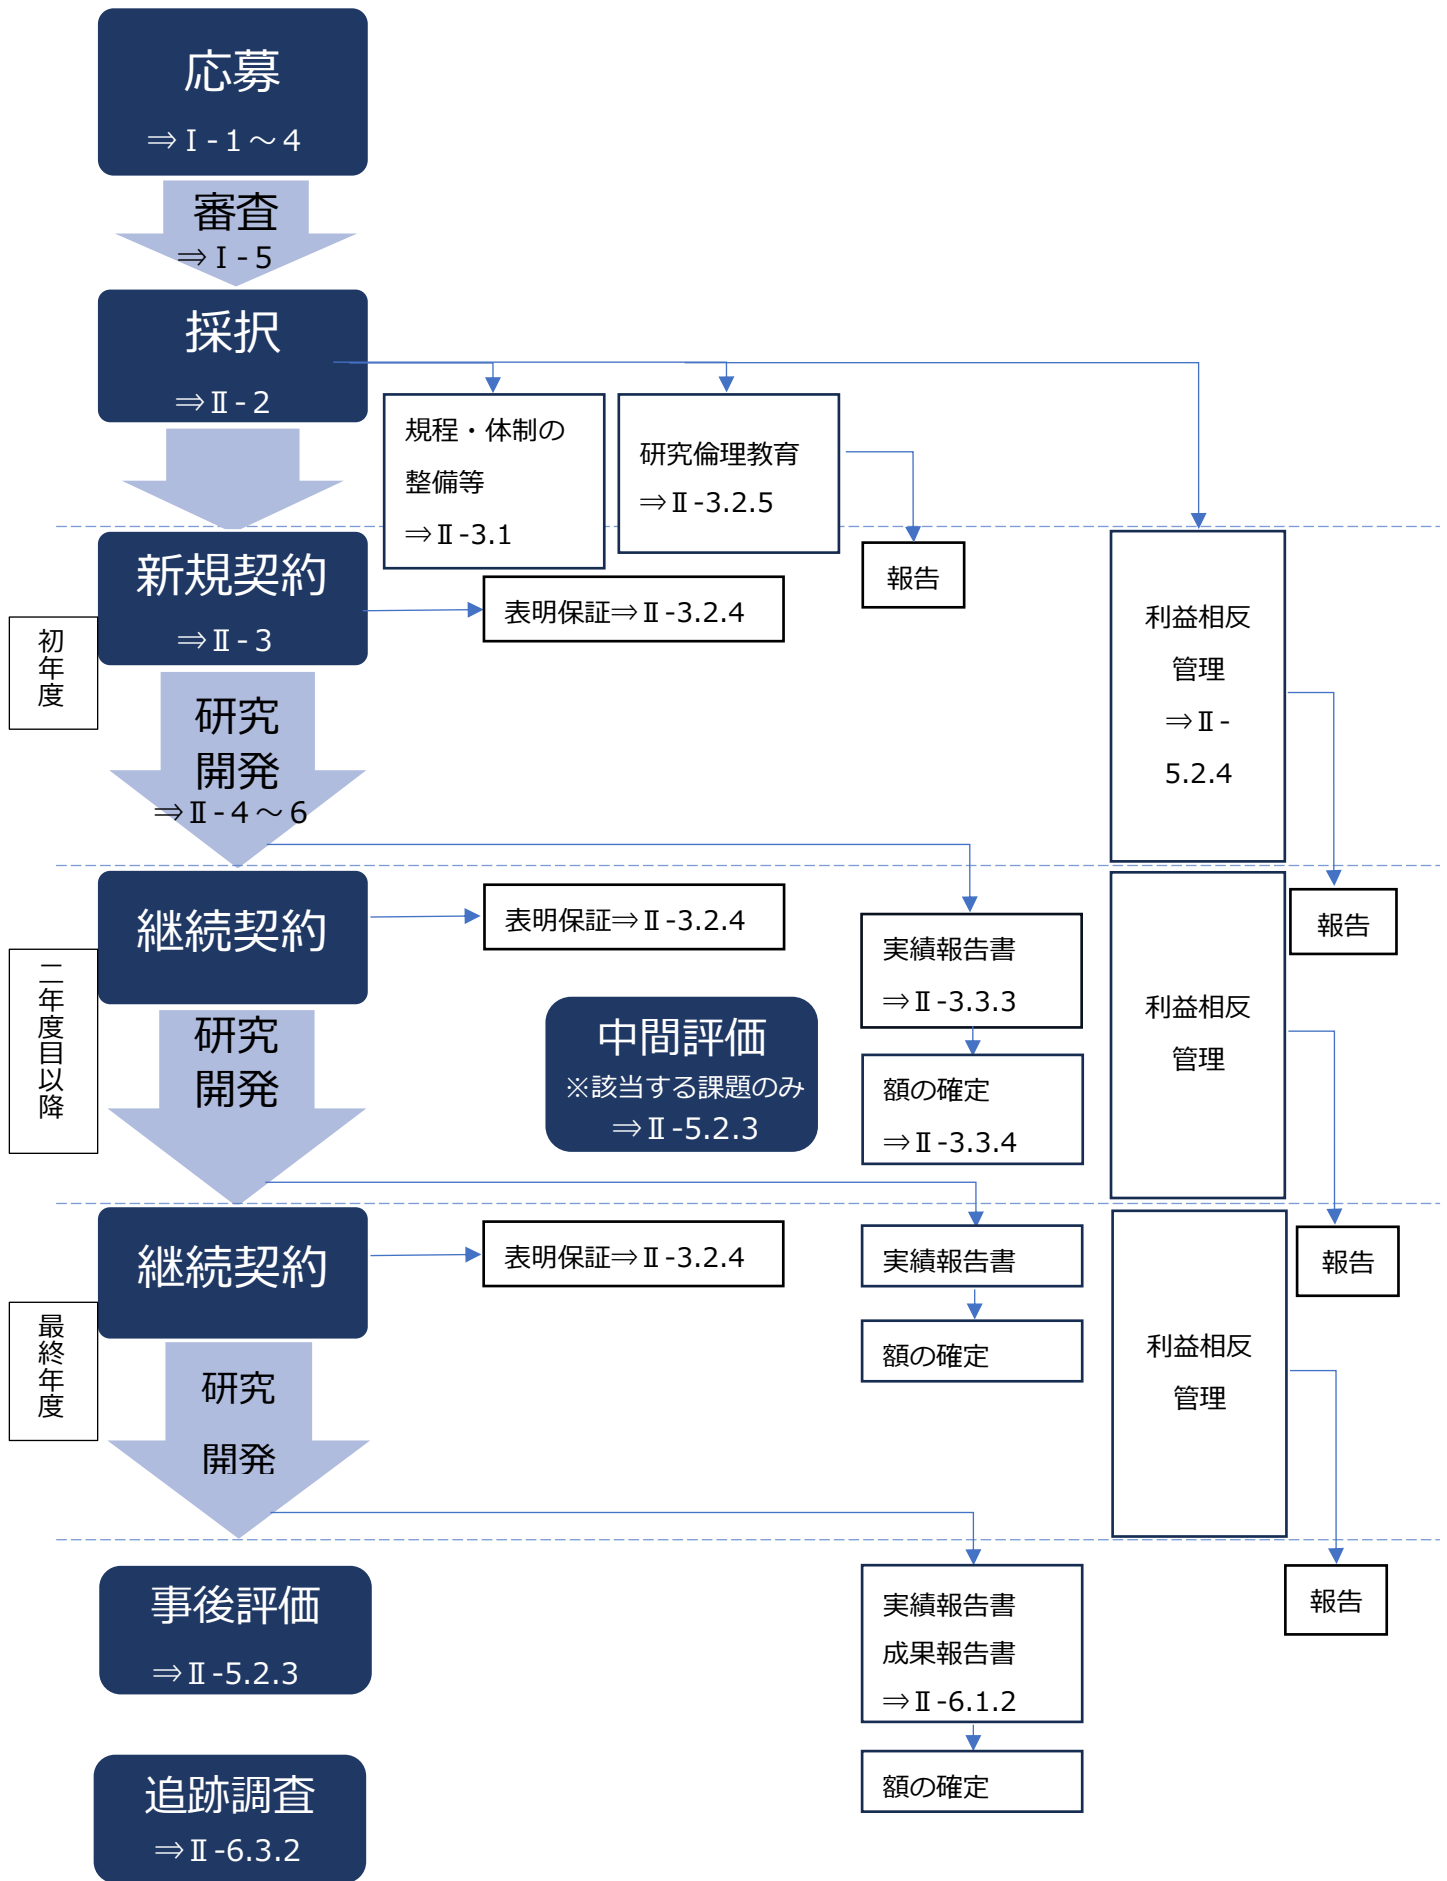 応募
⇒Ⅰ-1～4
審査
⇒Ⅰ-5
採択
⇒Ⅱ-2
規程・体制の
整備等
⇒Ⅱ-3.1
研究倫理教育
⇒Ⅱ-3.2.5
報告
新規契約
⇒Ⅱ-3
表明保証⇒Ⅱ-3.2.4
利益相反
管理
⇒Ⅱ-
5.2.4
初年度
研究
開発
⇒Ⅱ-4～6
継続契約
表明保証⇒Ⅱ-3.2.4
実績報告書
⇒Ⅱ-3.3.3
報告
二年度目以降
研究
開発
中間評価
※該当する課題のみ
⇒Ⅱ-5.2.3
額の確定
⇒Ⅱ-3.3.4
利益相反
管理
継続契約
表明保証⇒Ⅱ-3.2.4
実績報告書
報告
額の確定
利益相反
管理
最終年度
研究
開発
事後評価
⇒Ⅱ-5.2.3
実績報告書
成果報告書
⇒Ⅱ-6.1.2
報告
額の確定
追跡調査
⇒Ⅱ-6.3.2